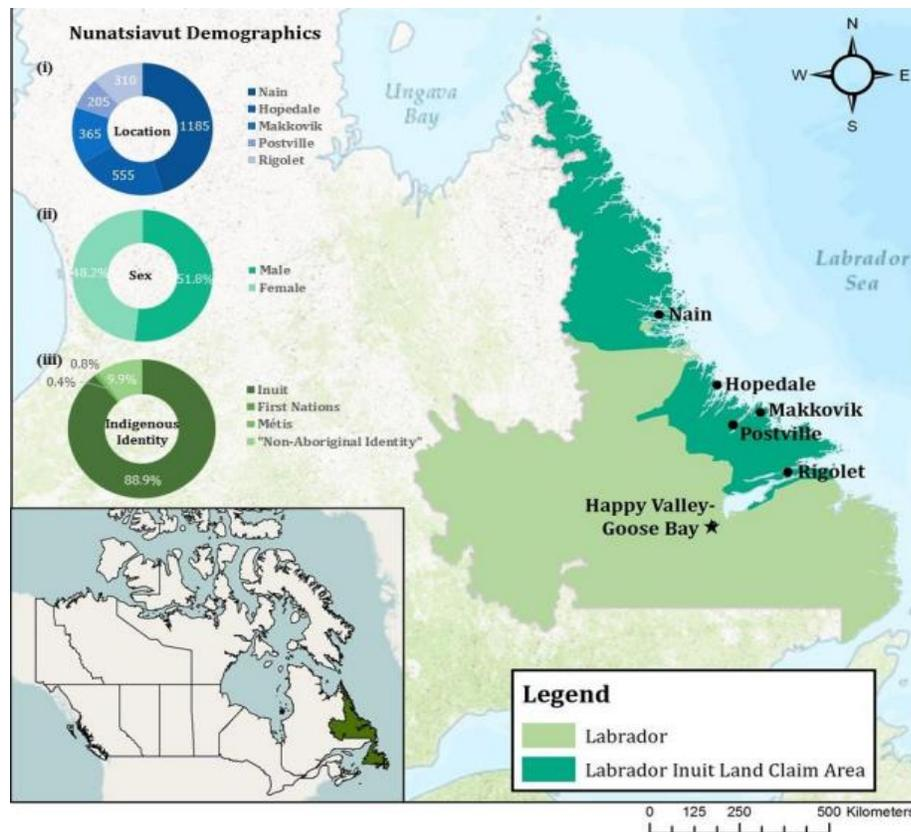 Nunatsiavut Demographics
(i)
310
205
365
Location
1185
555
Nain
Hopedale
Makkovik
Postville
Rigolet
(ii)
48.2%
Sex
51.8%
Male
Female
(iii)
0.8%
0.4%
9.9%
Indigenous
Identity
88.9%
Inuit
First Nations
Métis
"Non-Aboriginal Identity"
Ungava
Bay
N
W
E
S
Labrador
Sea
Nain
Hopedale
Makkovik
Postville
Rigolet
Happy Valley-
Goose Bay
Legend
Labrador
Labrador Inuit Land Claim Area
0 125 250 500 Kilometers